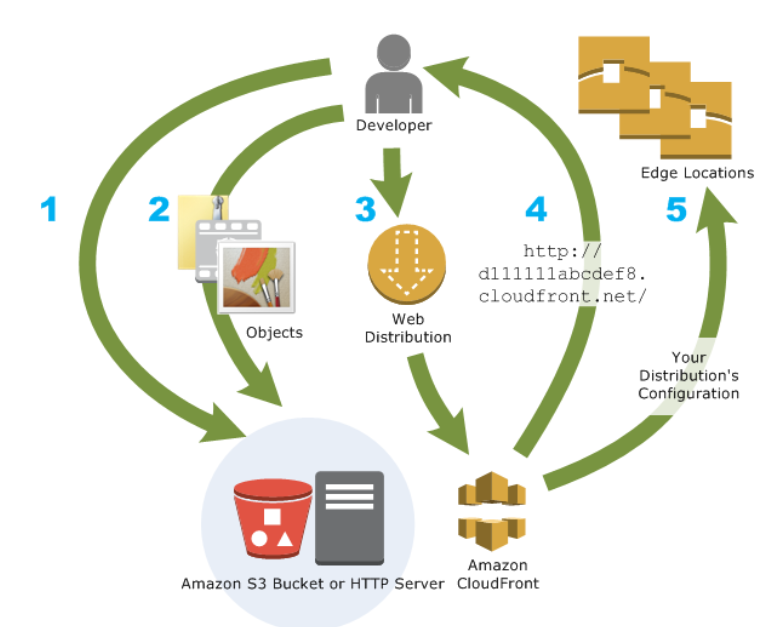 Developer
Edge Locations
1
2
3
4
5
http://
d111111abcdef8.
cloudfront.net/
Objects
Web
Distribution
Your
Distribution's
Configuration
Amazon S3 Bucket or HTTP Server
Amazon
CloudFront